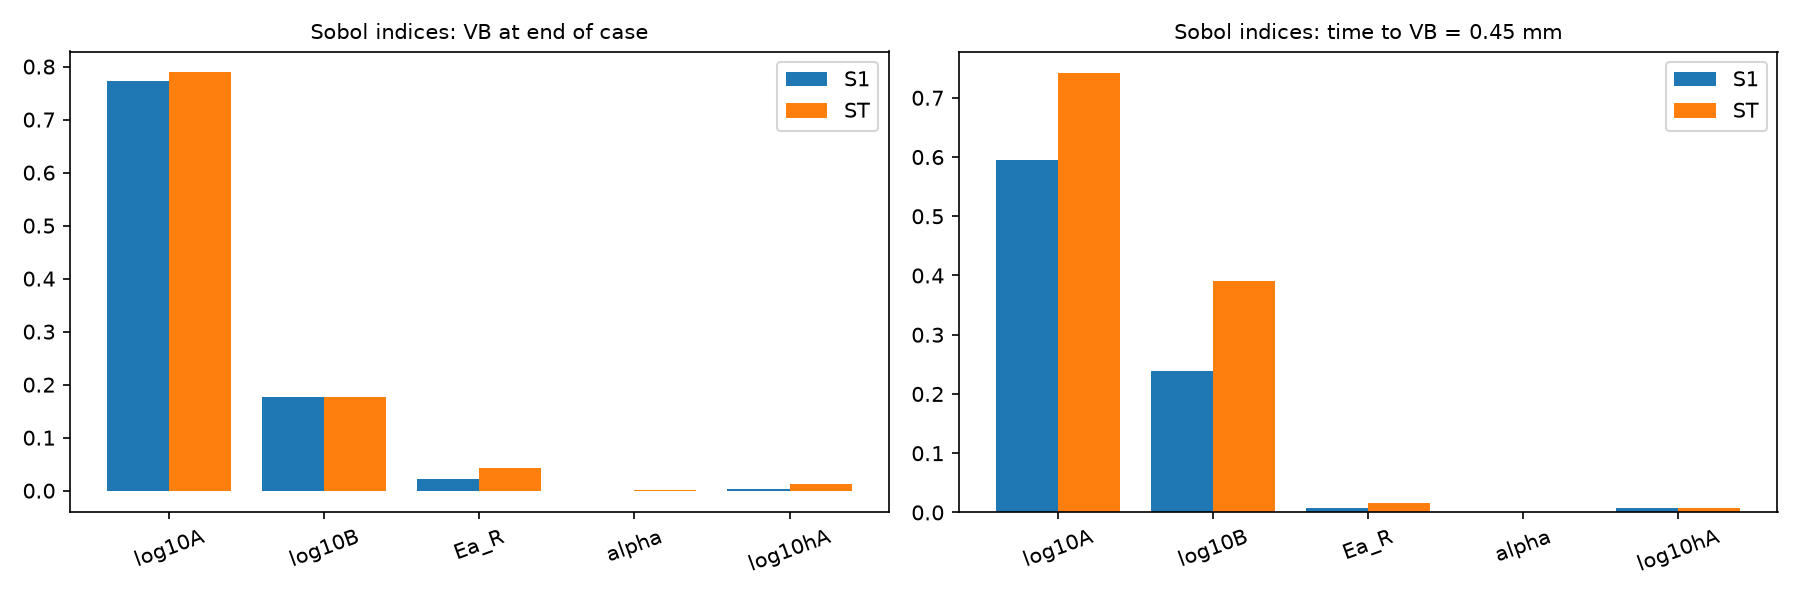 Sobol indices: VB at end of case
0.8
0.7
0.6
0.5
0.4
0.3
0.2
0.1
0.0
S1
ST
log10A
log10B
Ea_R
alpha
log10hA
Sobol indices: time to VB = 0.45 mm
0.7
0.6
0.5
0.4
0.3
0.2
0.1
0.0
S1
ST
log10A
log10B
Ea_R
alpha
log10hA